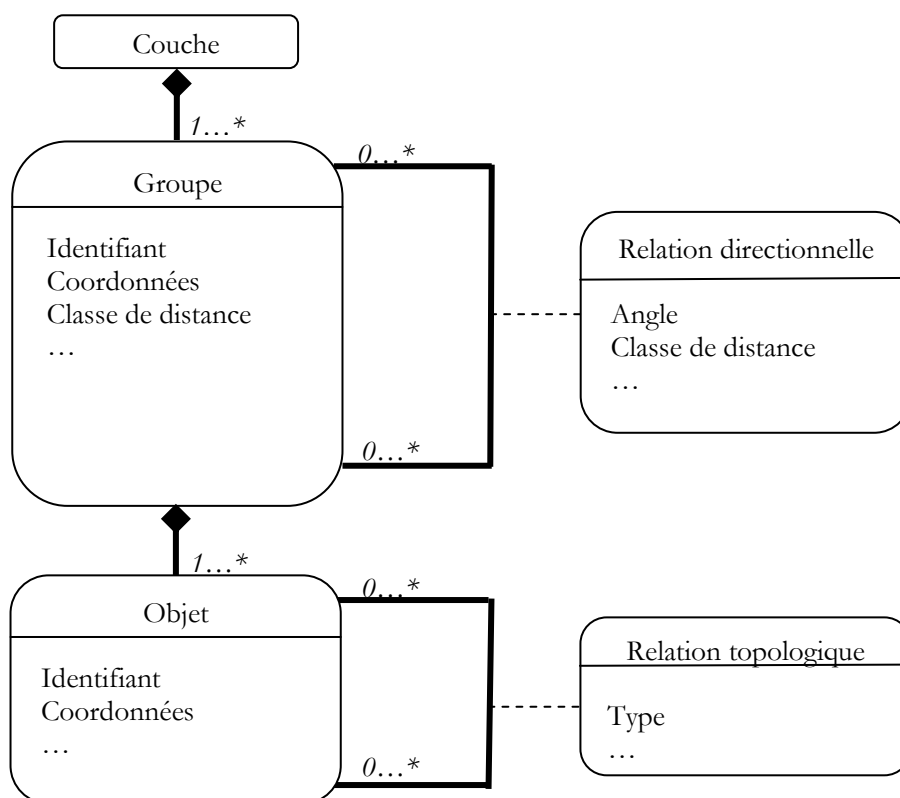 Couche
1…*
0…*
Groupe
Identifiant
Coordonnées
Classe de distance
…
0…*
Relation directionnelle
Angle
Classe de distance
…
1…*
0…*
Objet
Identifiant
Coordonnées
…
0…*
Relation topologique
Type
…